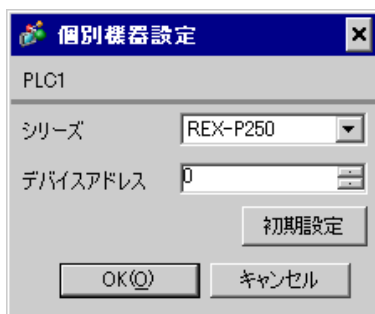 個別機器設定
PLC1
シリーズ REX-P250
デバイスアドレス 0
初期設定
OK(O) キャンセル